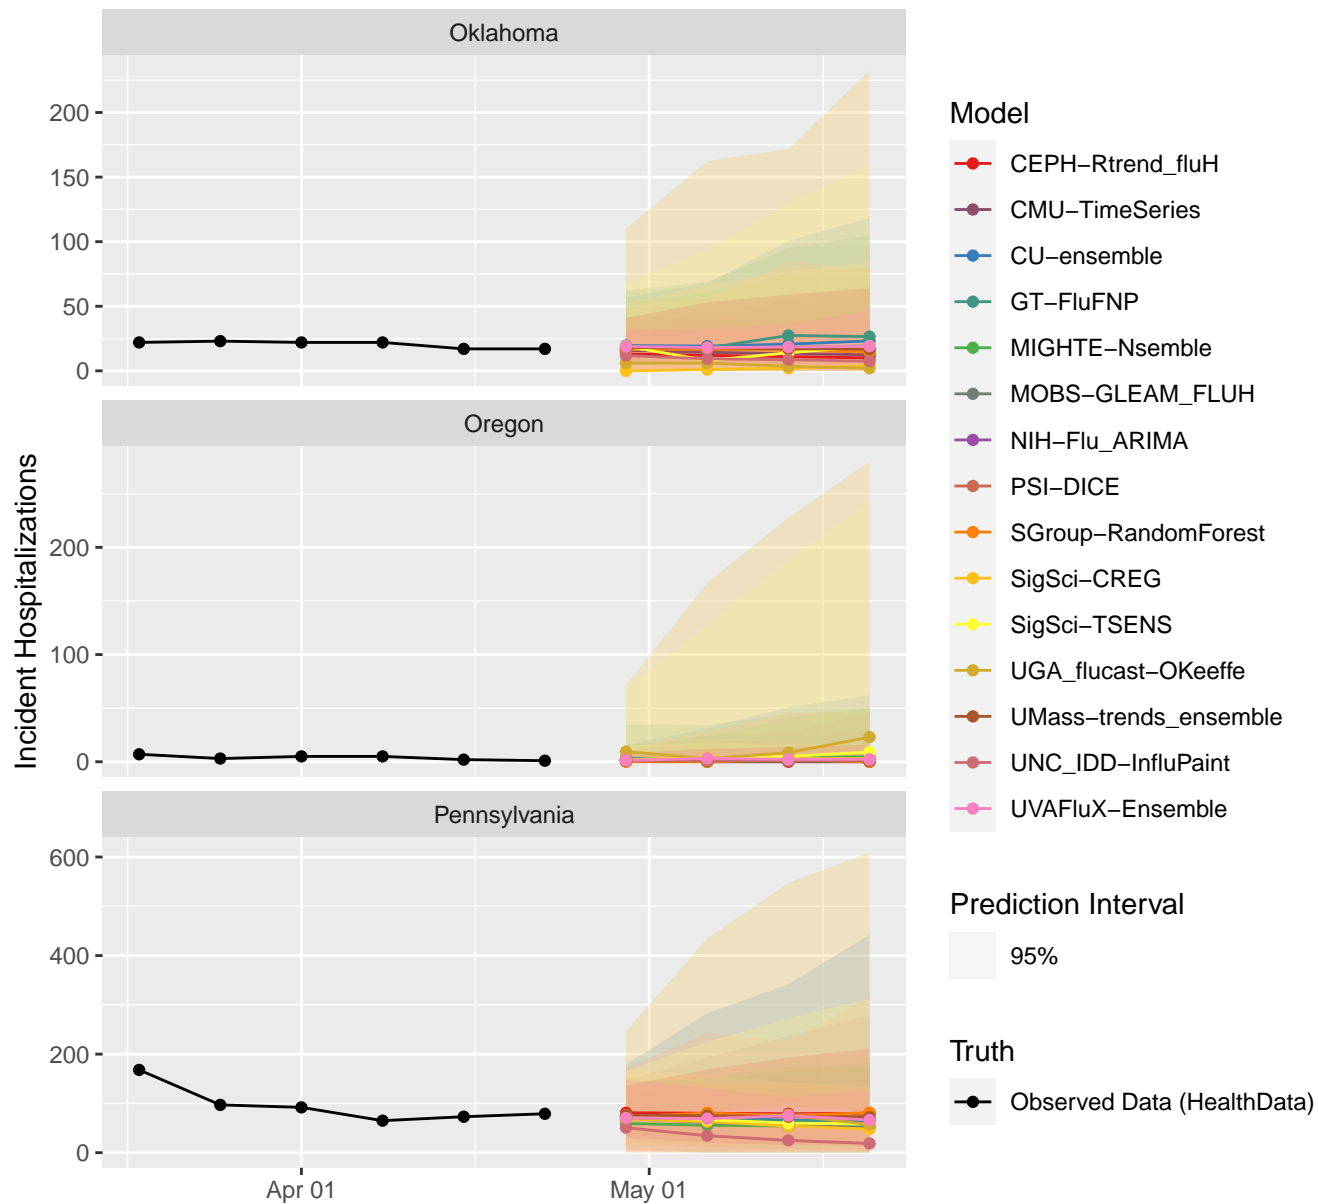 Oklahoma
200
150
100
50
0
Oregon
200
100
0
Pennsylvania
600
400
200
0
Apr 01
May 01
Incident Hospitalizations
Model
CEPH−Rtrend_fluH
CMU−TimeSeries
CU−ensemble
GT−FluFNP
MIGHTE−Nsemble
MOBS−GLEAM_FLUH
NIH−Flu_ARIMA
PSI−DICE
SGroup−RandomForest
SigSci−CREG
SigSci−TSENS
UGA_flucast−OKeeffe
UMass−trends_ensemble
UNC_IDD−InfluPaint
UVAFluX−Ensemble
Prediction Interval
95%
Truth
Observed Data (HealthData)